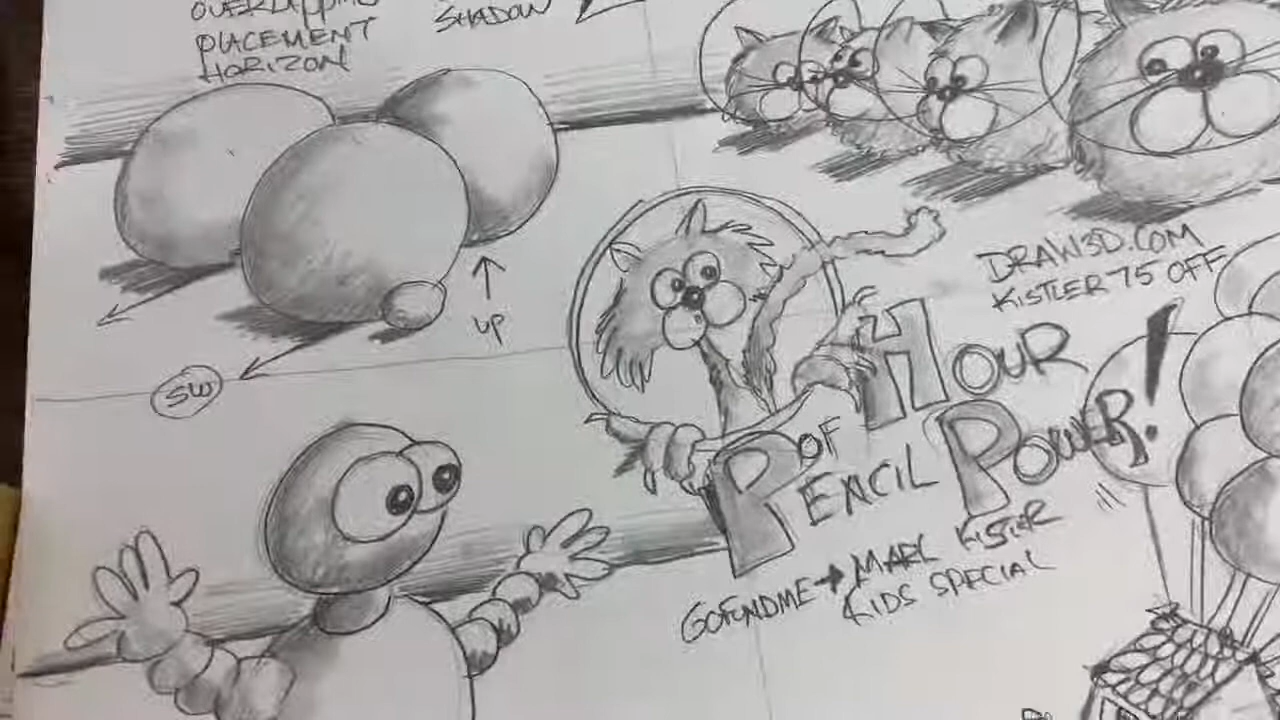 OVERLAPPING
PLACEMENT
HORIZON
SHADOW
UP
SW
DRAW3D.COM
KISTLER 75 OFF
HOUR
OF
PENCIL POWER!
GOFUNDME → MARK KISTLER
KIDS SPECIAL